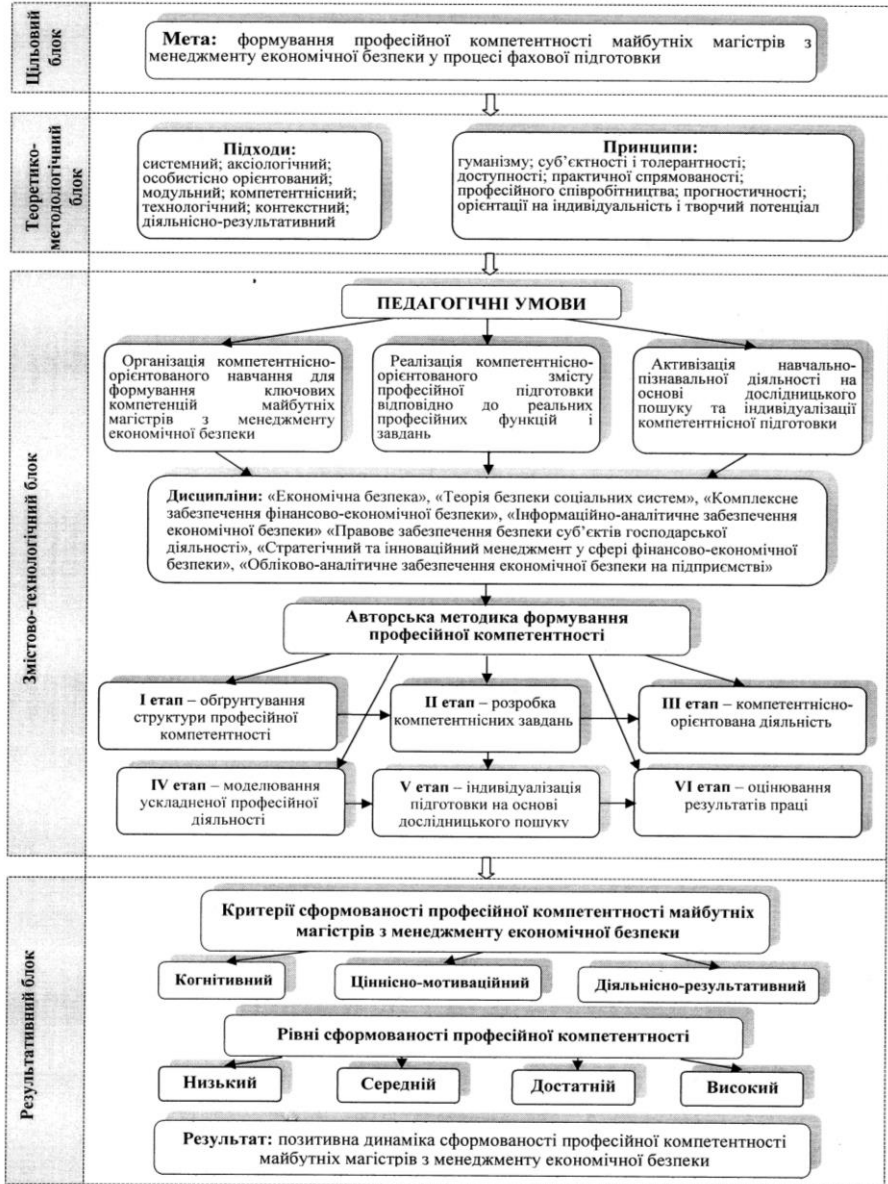 Цільовий
блок
Мета: формування професійної компетентності майбутніх магістрів з
менеджменту економічної безпеки у процесі фахової підготовки
Теоретико-
методологічний
блок
Підходи:
системний; аксіологічний;
особистісно орієнтований;
модульний; компетентнісний;
технологічний; контекстний;
діяльнісно-результативний
Принципи:
гуманізму; суб’єктності і толерантності;
доступності; практичної спрямованості;
професійного співробітництва; прогностичності;
орієнтації на індивідуальність і творчий потенціал
Змістово-технологічний блок
ПЕДАГОГІЧНІ УМОВИ
Організація компетентнісно-
орієнтованого навчання для
формування ключових
компетенцій майбутніх
магістрів з менеджменту
економічної безпеки
Реалізація компетентнісно-
орієнтованого змісту
професійної підготовки
відповідно до реальних
професійних функцій і
завдань
Активізація навчально-
пізнавальної діяльності на
основі дослідницького
пошуку та індивідуалізації
компетентнісної підготовки
Дисципліни: «Економічна безпека», «Теорія безпеки соціальних систем», «Комплексне
забезпечення фінансово-економічної безпеки», «Інформаційно-аналітичне забезпечення
економічної безпеки» «Правове забезпечення безпеки суб’єктів господарської
діяльності», «Стратегічний та інноваційний менеджмент у сфері фінансово-економічної
безпеки», «Обліково-аналітичне забезпечення економічної безпеки на підприємстві»
Авторська методика формування
професійної компетентності
І етап – обґрунтування
структури професійної
компетентності
ІІ етап – розробка
компетентнісних завдань
ІІІ етап – компетентнісно-
орієнтована діяльність
IV етап – моделювання
ускладненої професійної
діяльності
V етап – індивідуалізація
підготовки на основі
дослідницького пошуку
VI етап – оцінювання
результатів праці
Результативний блок
Критерії сформованості професійної компетентності майбутніх
магістрів з менеджменту економічної безпеки
Когнітивний
Ціннісно-мотиваційний
Діяльнісно-результативний
Рівні сформованості професійної компетентності
Низький
Середній
Достатній
Високий
Результат: позитивна динаміка сформованості професійної компетентності
майбутніх магістрів з менеджменту економічної безпеки